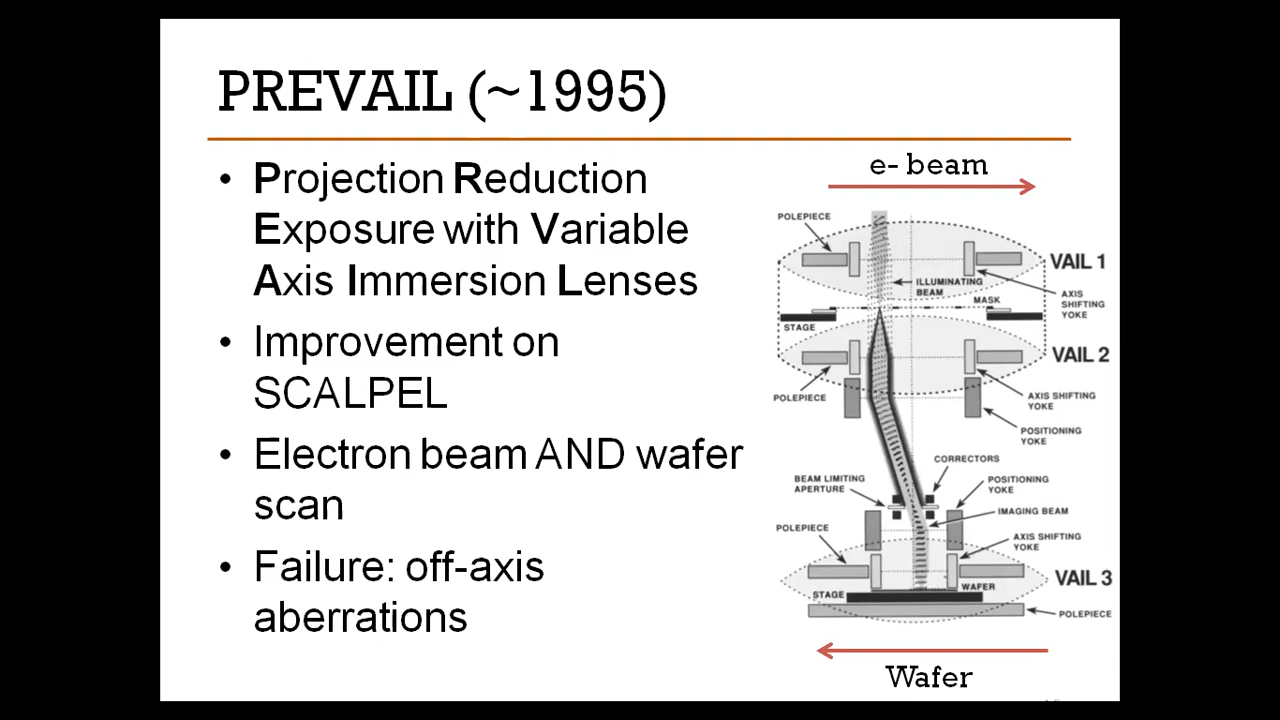 PREVAIL (~1995)
• Projection Reduction
Exposure with Variable
Axis Immersion Lenses
• Improvement on
SCALPEL
• Electron beam AND wafer
scan
• Failure: off-axis
aberrations
e- beam
POLEPIECE
VAIL 1
ILLUMINATING
BEAM
AXIS
SHIFTING
YOKE
MASK
STAGE
VAIL 2
POLEPIECE
AXIS SHIFTING
YOKE
POSITIONING
YOKE
CORRECTORS
BEAM LIMITING
APERTURE
POSITIONING
YOKE
IMAGING BEAM
POLEPIECE
AXIS SHIFTING
YOKE
VAIL 3
WAFER
STAGE
POLEPIECE
Wafer